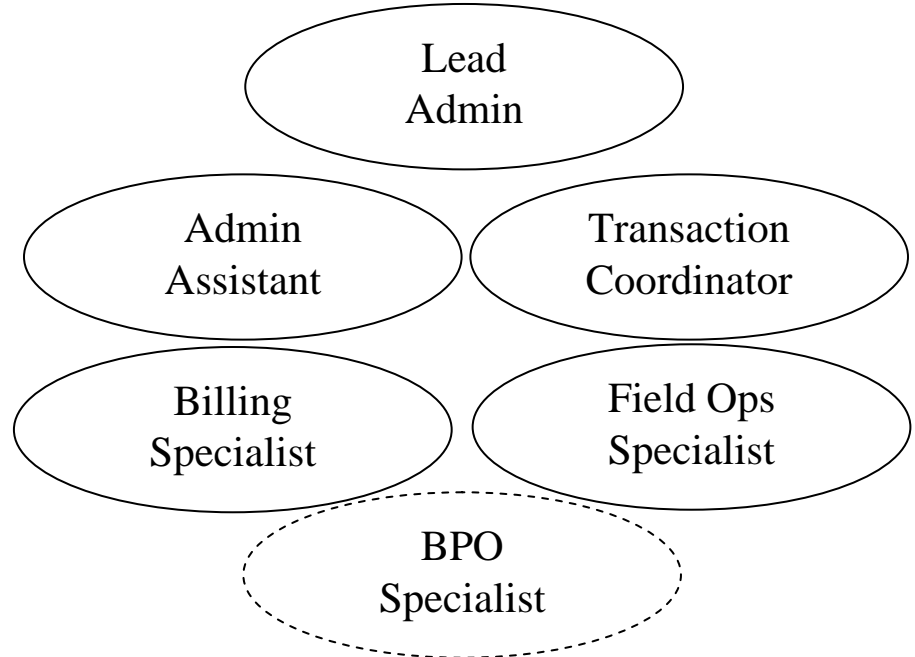 Lead
Admin
Admin
Assistant
Transaction
Coordinator
Billing
Specialist
Field Ops
Specialist
BPO
Specialist